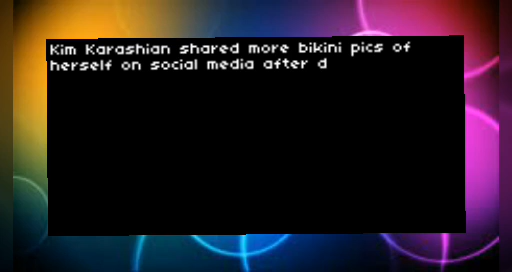 Kim Karashian shared more bikini pics of
herself on social media after d